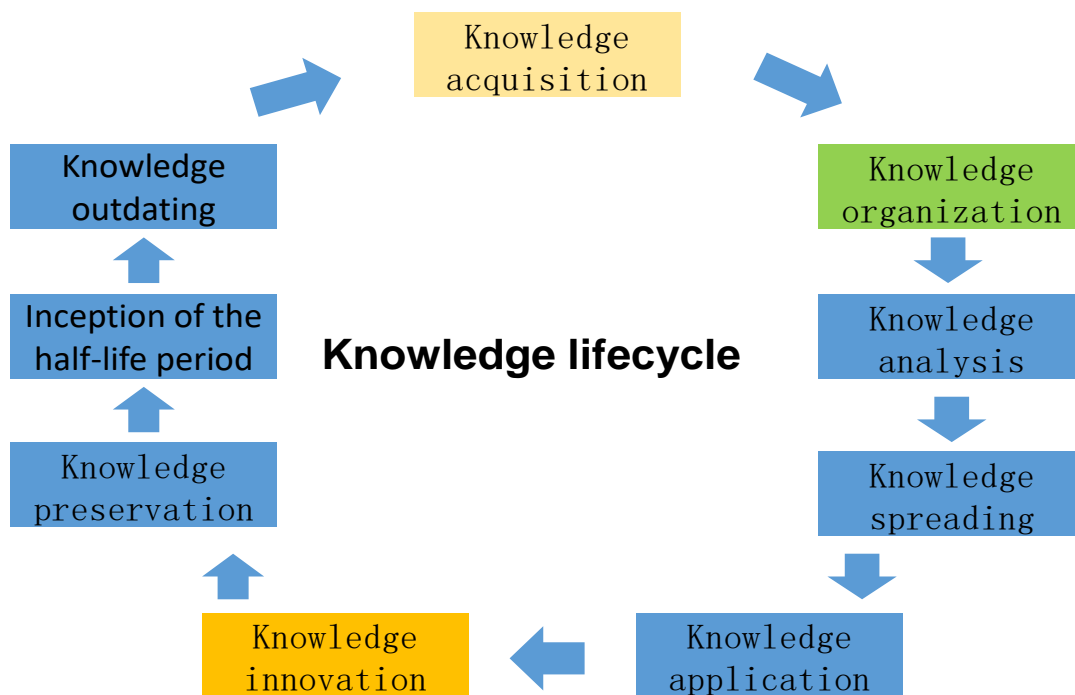 Knowledge
acquisition
Knowledge
organization
Knowledge
analysis
Knowledge
spreading
Knowledge
application
Knowledge
innovation
Knowledge
preservation
Inception of the
half-life period
Knowledge
outdating
Knowledge lifecycle